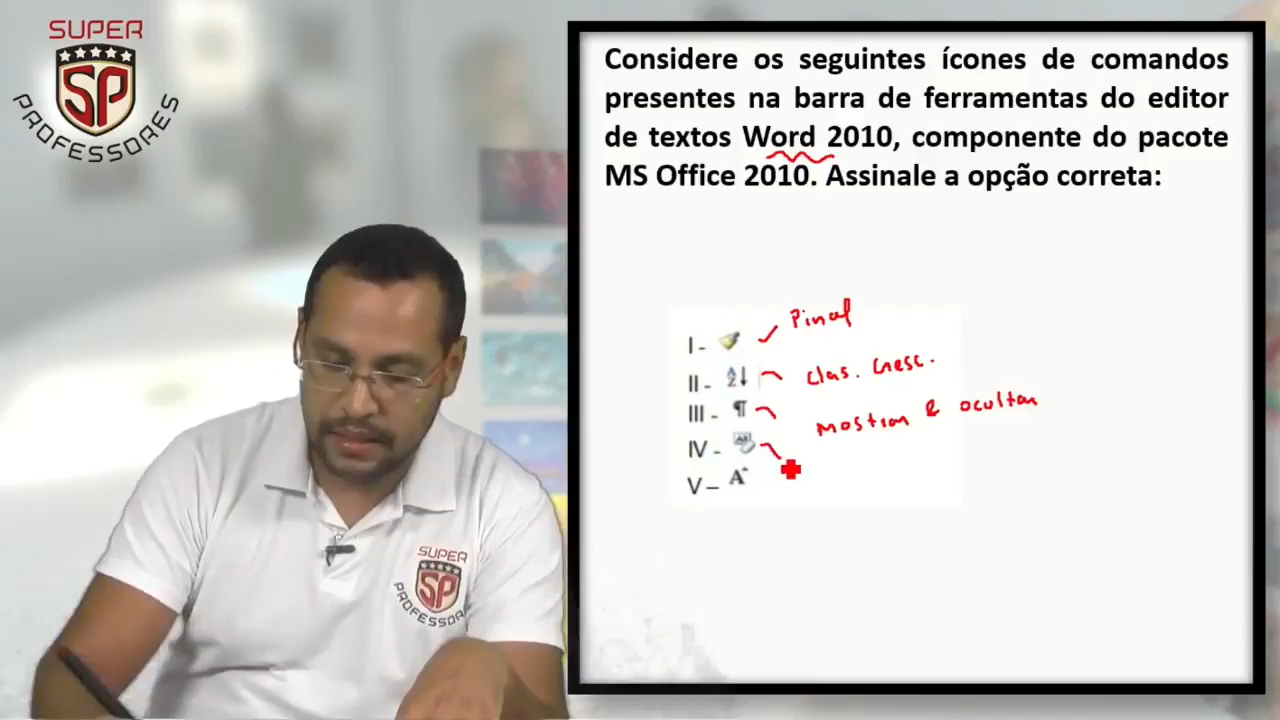 SUPER
SP
PROFESSORES
Considere os seguintes ícones de comandos
presentes na barra de ferramentas do editor
de textos Word 2010, componente do pacote
MS Office 2010. Assinale a opção correta:
I - Pincel
II - A Z Clas. Cresc.
III - ¶ mostrar & ocultar
IV -
V – A
SUPER
SP
PROFESSORES